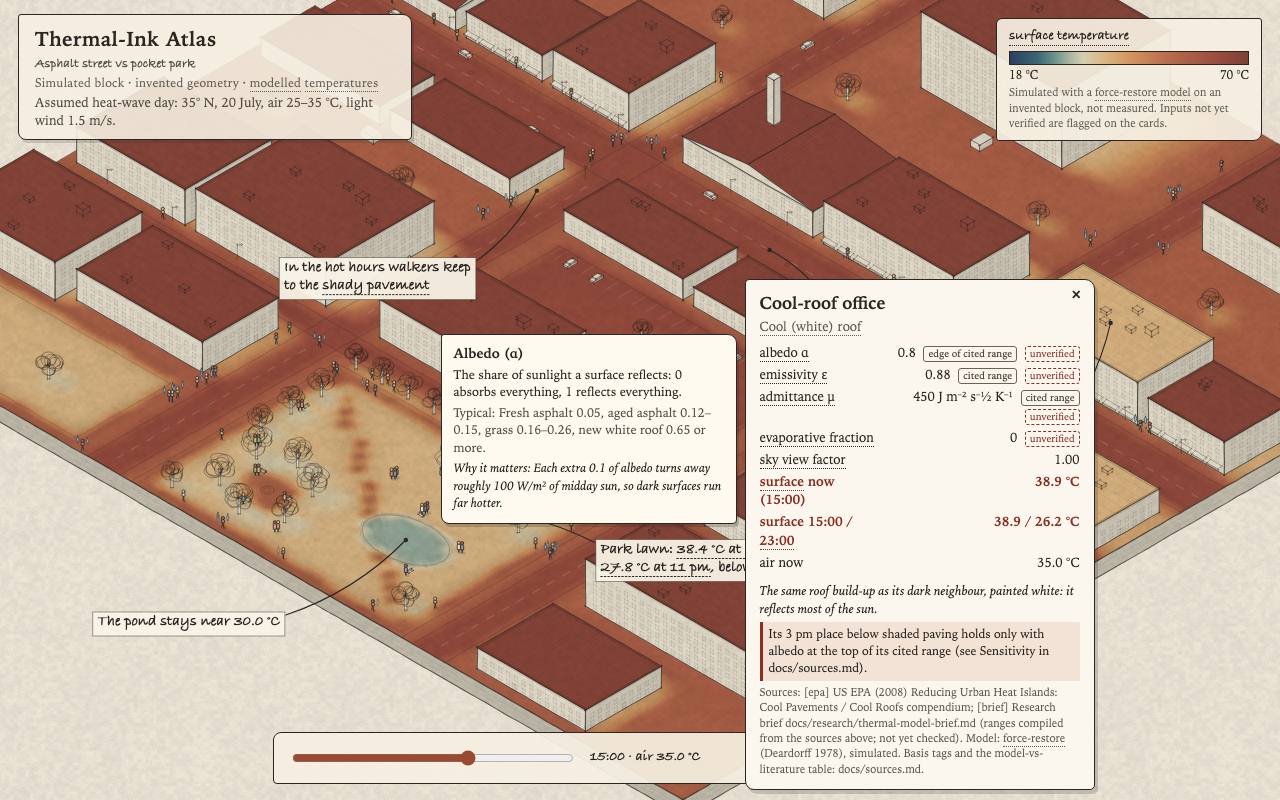 Thermal-Ink Atlas
Asphalt street vs pocket park
Simulated block · invented geometry · modelled temperatures
Assumed heat-wave day: 35° N, 20 July, air 25–35 °C, light
wind 1.5 m/s.
surface temperature
18 °C 70 °C
Simulated with a force-restore model on an
invented block, not measured. Inputs not yet
verified are flagged on the cards.
In the hot hours walkers keep
to the shady pavement
Albedo (α)
The share of sunlight a surface reflects: 0
absorbs everything, 1 reflects everything.
Typical: Fresh asphalt 0.05, aged asphalt 0.12–
0.15, grass 0.16–0.26, new white roof 0.65 or
more.
Why it matters: Each extra 0.1 of albedo turns away
roughly 100 W/m² of midday sun, so dark surfaces run
far hotter.
Park lawn: 38.4 °C at
27.8 °C at 11 pm, below
The pond stays near 30.0 °C
15:00 · air 35.0 °C
Cool-roof office ×
Cool (white) roof
albedo α 0.8 edge of cited range unverified
emissivity ε 0.88 cited range unverified
admittance μ 450 J m⁻² s⁻½ K⁻¹ cited range
unverified
evaporative fraction 0 unverified
sky view factor 1.00
surface now 38.9 °C
(15:00)
surface 15:00 / 38.9 / 26.2 °C
23:00
air now 35.0 °C
The same roof build-up as its dark neighbour, painted white: it
reflects most of the sun.
Its 3 pm place below shaded paving holds only with
albedo at the top of its cited range (see Sensitivity in
docs/sources.md).
Sources: [epa] US EPA (2008) Reducing Urban Heat Islands:
Cool Pavements / Cool Roofs compendium; [brief] Research
brief docs/research/thermal-model-brief.md (ranges compiled
from the sources above; not yet checked). Model: force-restore
(Deardorff 1978), simulated. Basis tags and the model-vs-
literature table: docs/sources.md.